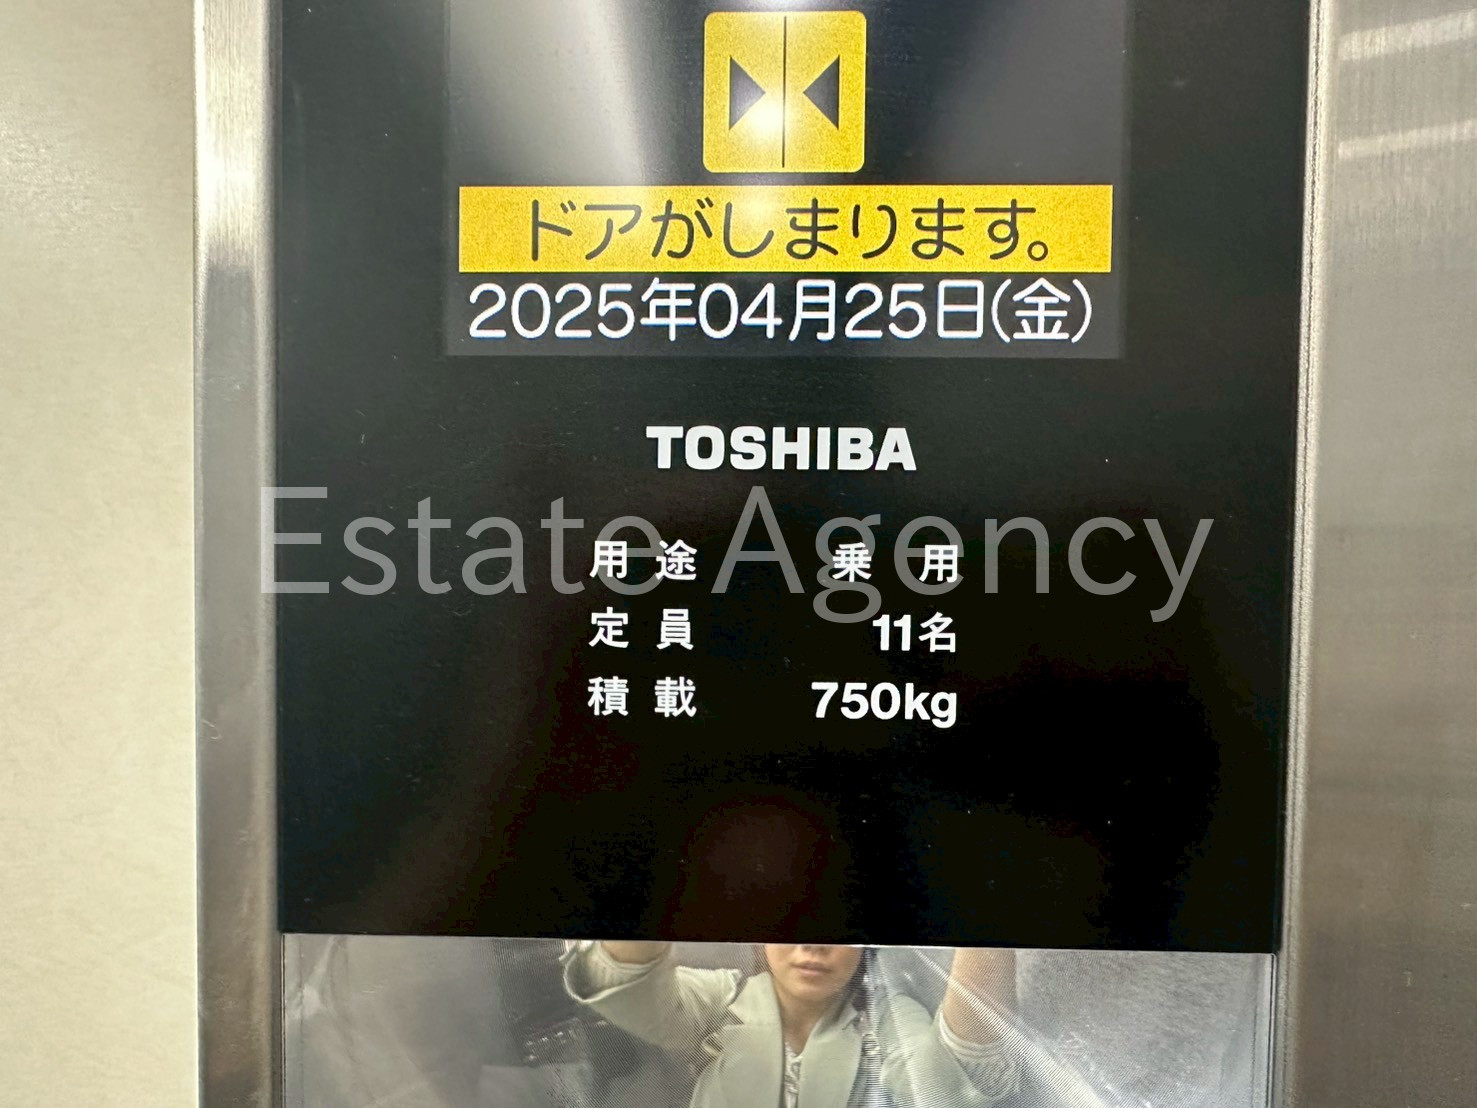 ドアがしまります。
2025年04月25日(金)
TOSHIBA
Estate Agency
用途 乗用
定員 11名
積載 750kg